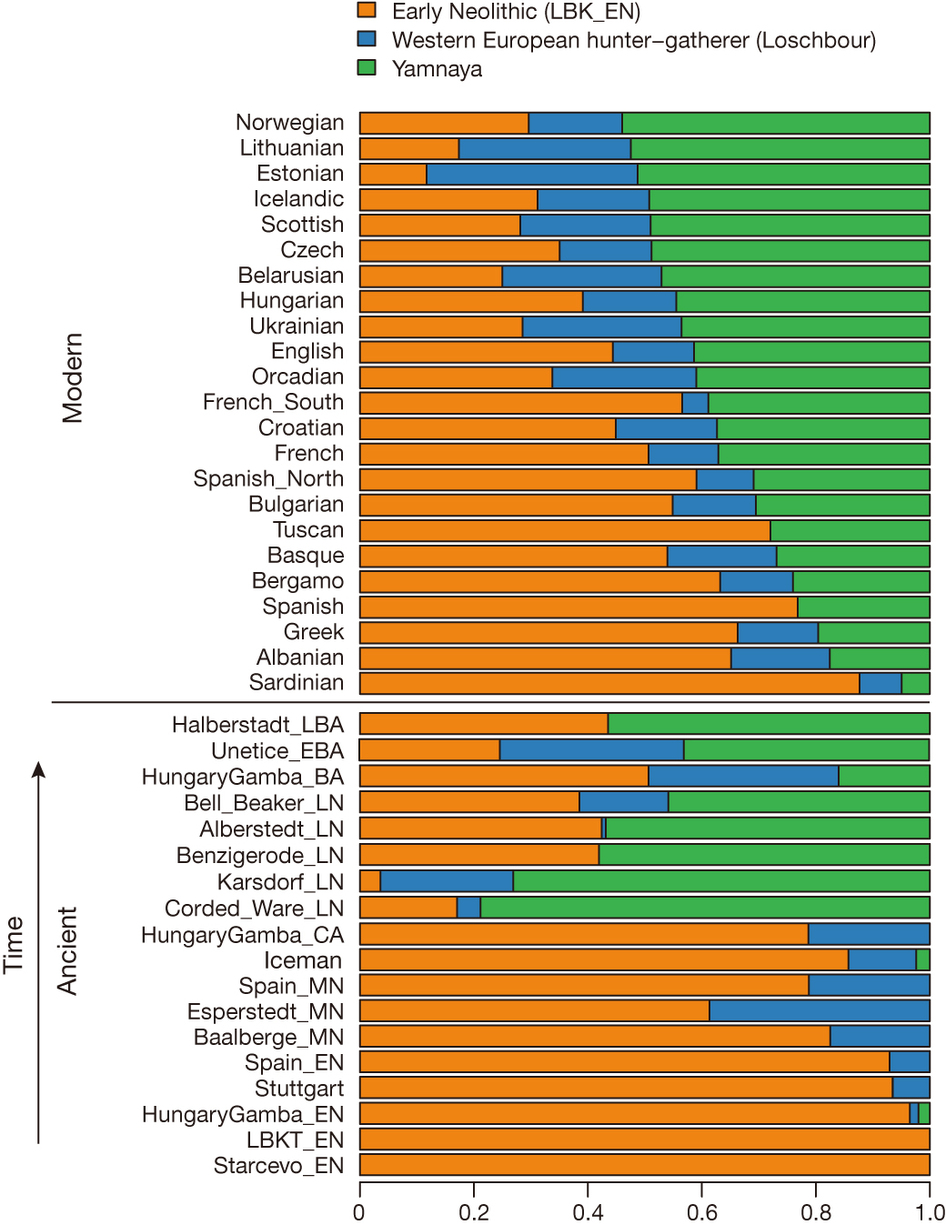 Early Neolithic (LBK_EN)
Western European hunter–gatherer (Loschbour)
Yamnaya
Modern
Norwegian
Lithuanian
Estonian
Icelandic
Scottish
Czech
Belarusian
Hungarian
Ukrainian
English
Orcadian
French_South
Croatian
French
Spanish_North
Bulgarian
Tuscan
Basque
Bergamo
Spanish
Greek
Albanian
Sardinian
Time
Ancient
Halberstadt_LBA
Unetice_EBA
HungaryGamba_BA
Bell_Beaker_LN
Alberstedt_LN
Benzigerode_LN
Karsdorf_LN
Corded_Ware_LN
HungaryGamba_CA
Iceman
Spain_MN
Esperstedt_MN
Baalberge_MN
Spain_EN
Stuttgart
HungaryGamba_EN
LBKT_EN
Starcevo_EN
0 0.2 0.4 0.6 0.8 1.0